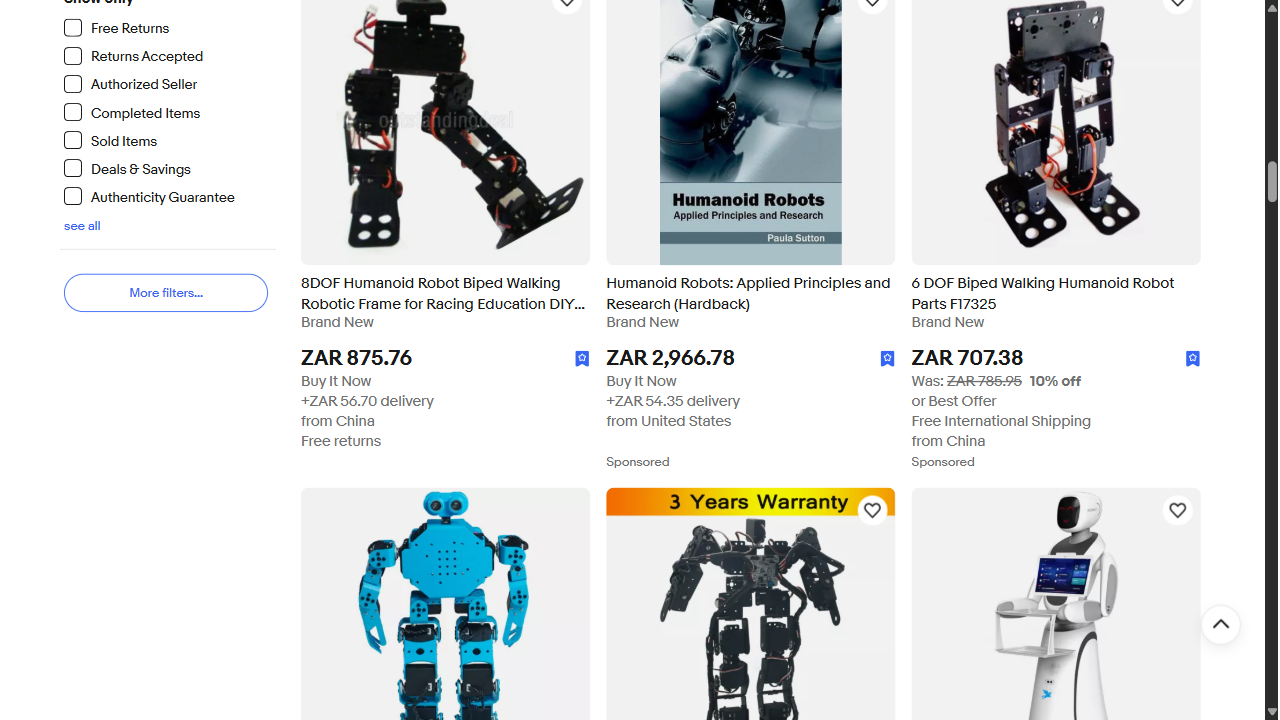 Show only
Free Returns
Returns Accepted
Authorized Seller
Completed Items
Sold Items
Deals & Savings
Authenticity Guarantee
see all
More filters...
outstandingdeal
8DOF Humanoid Robot Biped Walking
Robotic Frame for Racing Education DIY...
Brand New
ZAR 875.76
Buy It Now
+ZAR 56.70 delivery
from China
Free returns
Humanoid Robots
Applied Principles and Research
Paula Sutton
Humanoid Robots: Applied Principles and
Research (Hardback)
Brand New
ZAR 2,966.78
Buy It Now
+ZAR 54.35 delivery
from United States
Sponsored
6 DOF Biped Walking Humanoid Robot
Parts F17325
Brand New
ZAR 707.38
Was: ZAR 785.95 10% off
or Best Offer
Free International Shipping
from China
Sponsored
3 Years Warranty